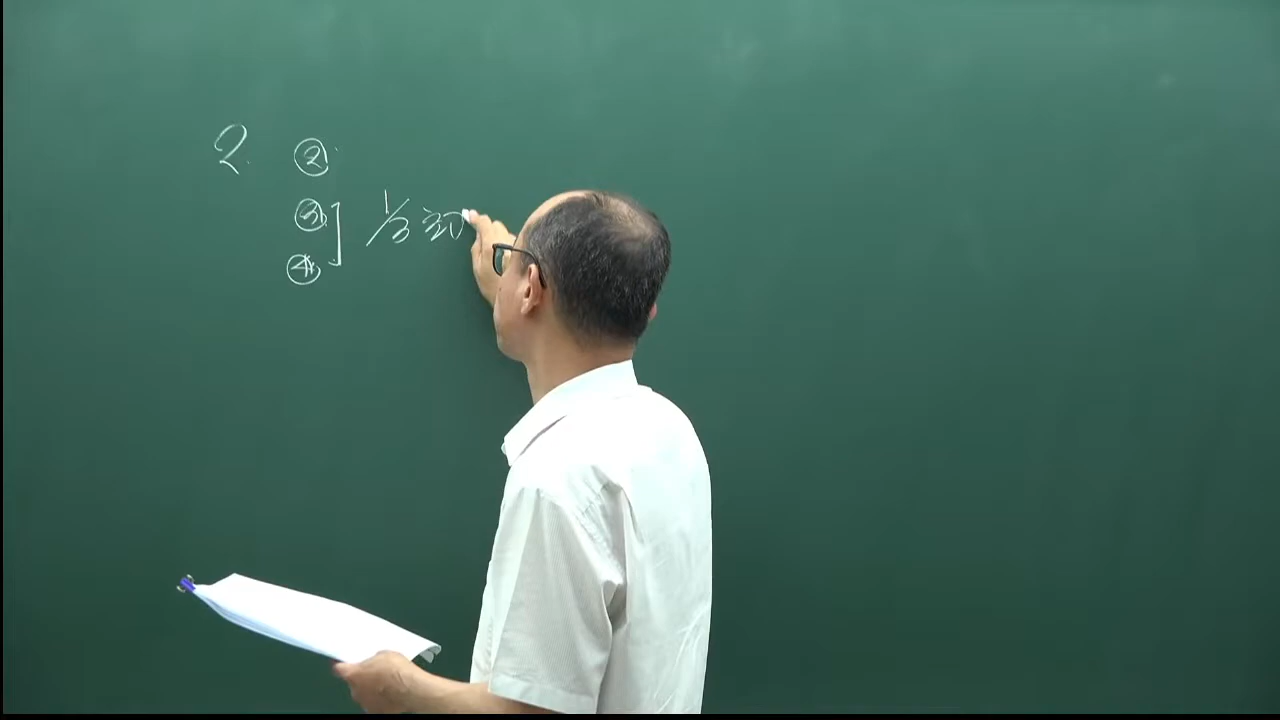 2. ②
③
④ ] 1/3